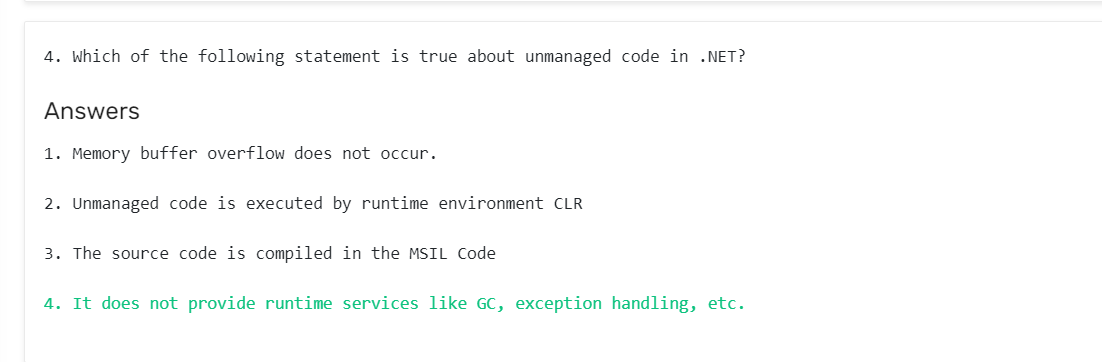 4. Which of the following statement is true about unmanaged code in .NET?
Answers
1. Memory buffer overflow does not occur.
2. Unmanaged code is executed by runtime environment CLR
3. The source code is compiled in the MSIL Code
4. It does not provide runtime services like GC, exception handling, etc.